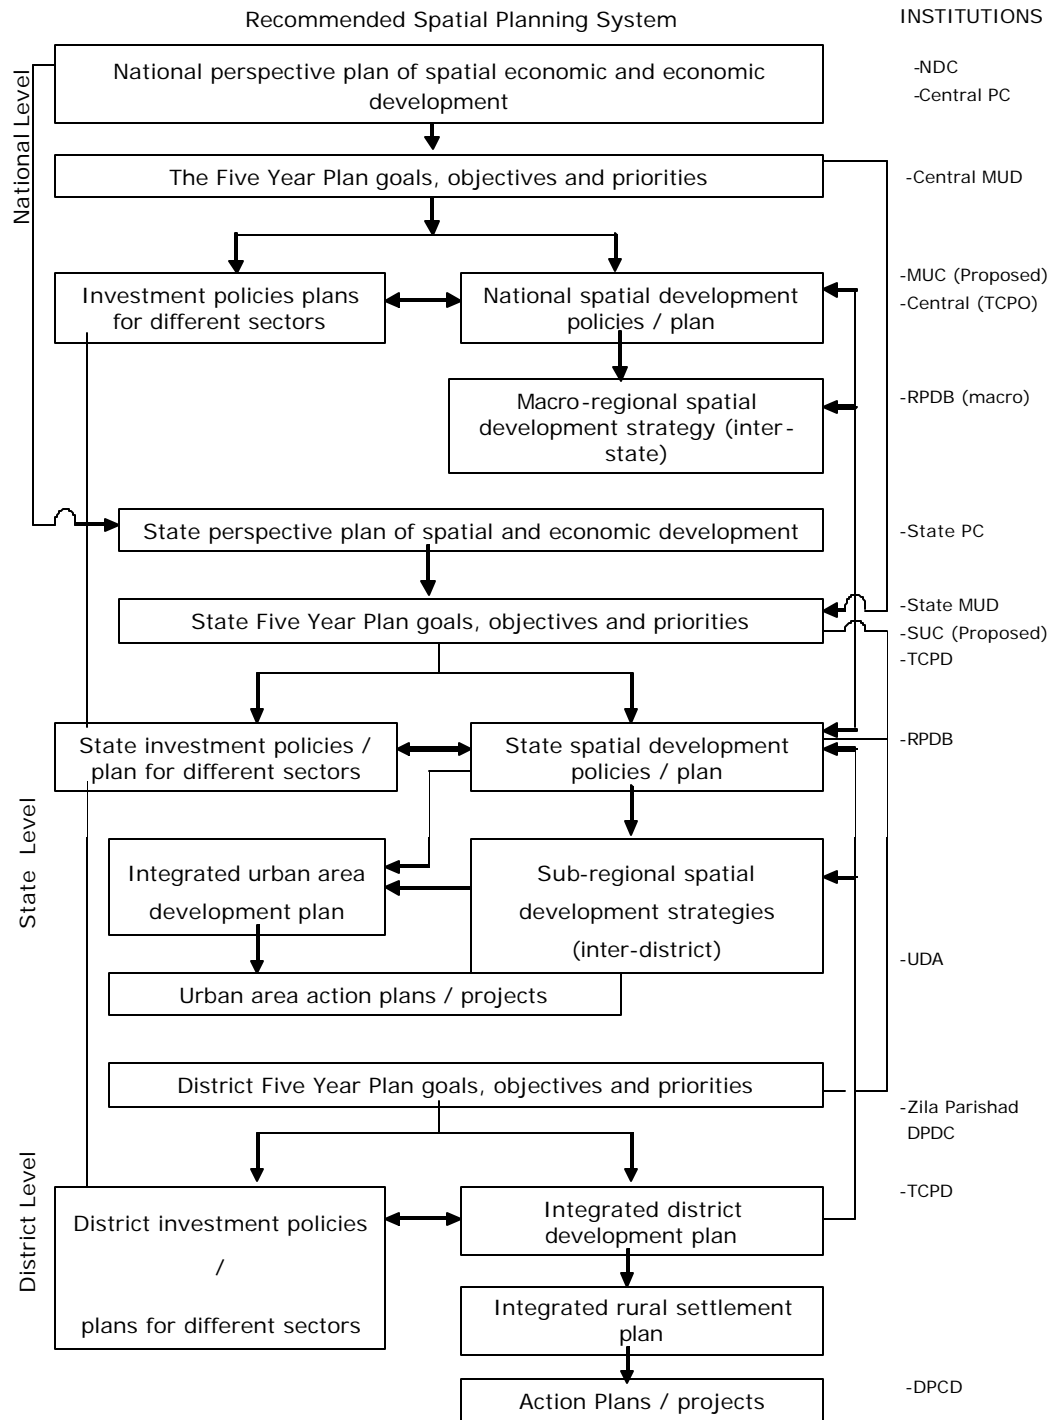 Recommended Spatial Planning System
INSTITUTIONS
National Level
National perspective plan of spatial economic and economic
development
-NDC
-Central PC
The Five Year Plan goals, objectives and priorities
-Central MUD
Investment policies plans
for different sectors
National spatial development
policies / plan
-MUC (Proposed)
-Central (TCPO)
Macro-regional spatial
development strategy (inter-
state)
-RPDB (macro)
State perspective plan of spatial and economic development
-State PC
State Five Year Plan goals, objectives and priorities
-State MUD
-SUC (Proposed)
-TCPD
State Level
State investment policies /
plan for different sectors
State spatial development
policies / plan
-RPDB
Integrated urban area
development plan
Sub-regional spatial
development strategies
(inter-district)
-UDA
Urban area action plans / projects
District Five Year Plan goals, objectives and priorities
-Zila Parishad
DPDC
District Level
District investment policies
/
plans for different sectors
Integrated district
development plan
-TCPD
Integrated rural settlement
plan
Action Plans / projects
-DPCD